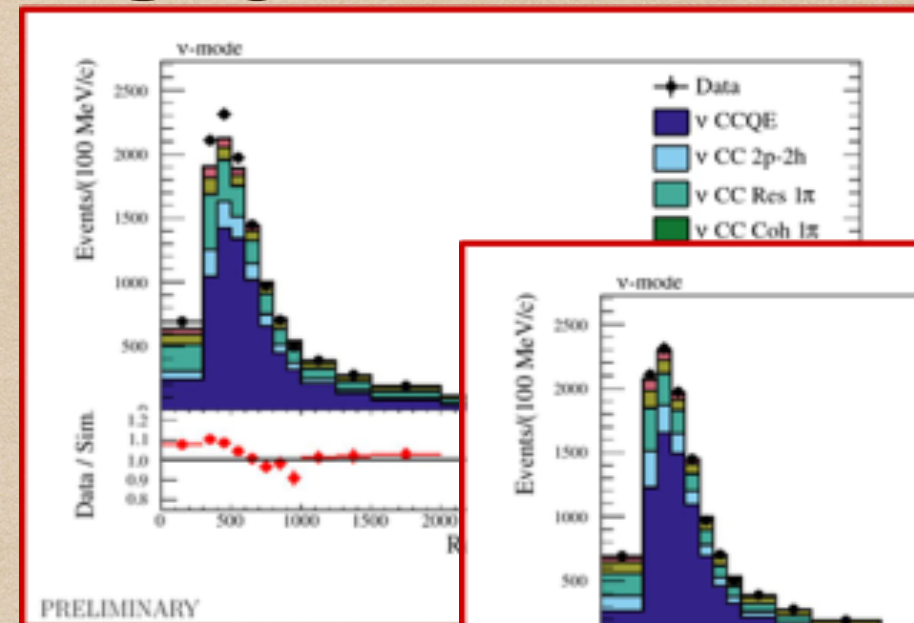 ν-mode
Events/(100 MeV/c)
2500
2000
1500
1000
500
0
Data
ν CCQE
ν CC 2p-2h
ν CC Res 1π
ν CC Coh 1π
Data / Sim.
1.2
1.1
1.0
0.9
0.8
0 500 1000 1500 2000
R
PRELIMINARY
ν-mode
Events/(100 MeV/c)
2500
2000
1500
1000
500